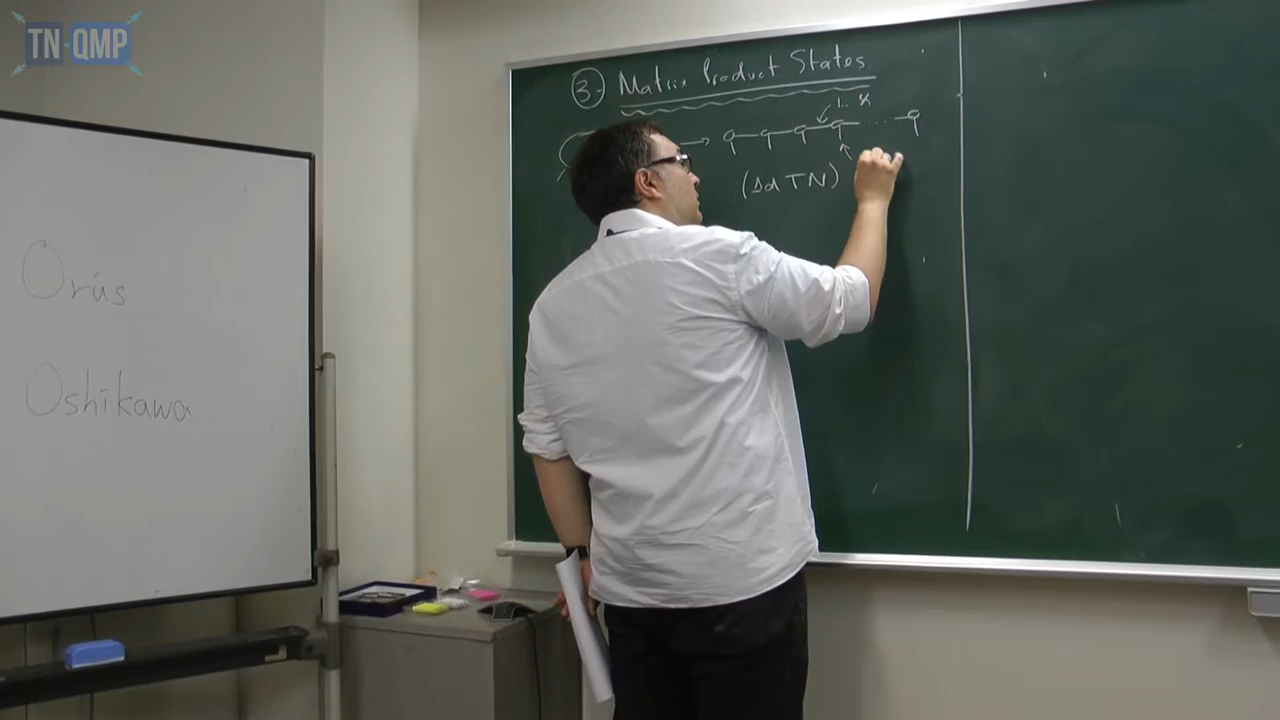 TN-QMP
Orús
Oshikawa
3.- Matrix Product States
1..χ
(1d TN)